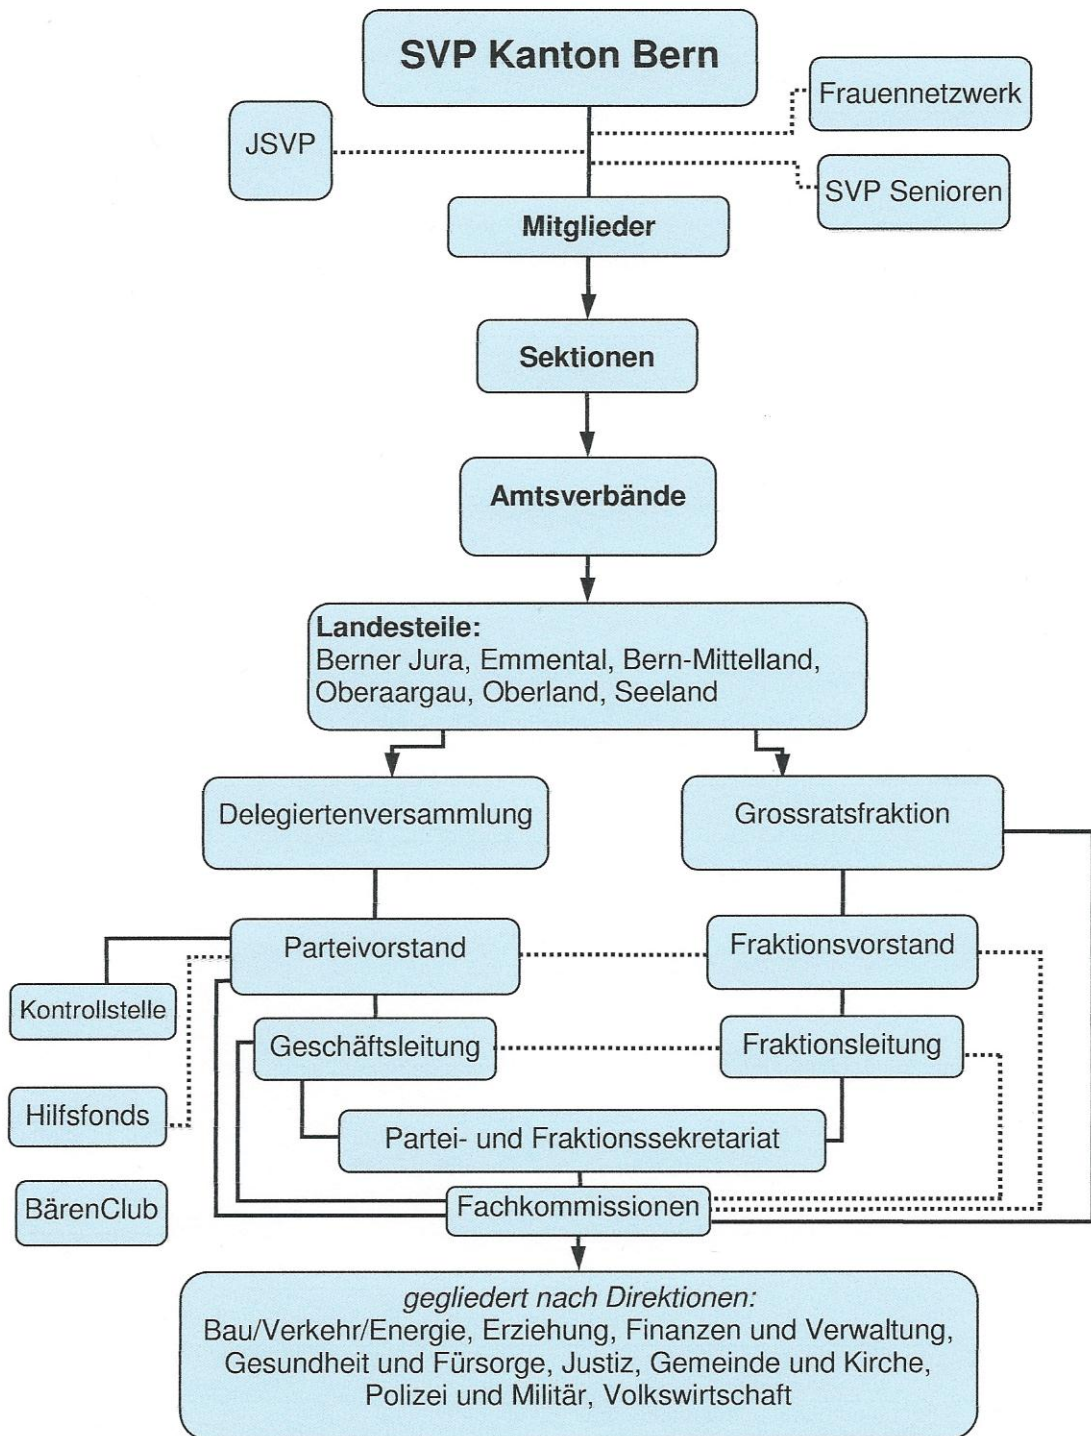 SVP Kanton Bern
Frauennetzwerk
JSVP
SVP Senioren
Mitglieder
Sektionen
Amtsverbände
Landesteile:
Berner Jura, Emmental, Bern-Mittelland,
Oberaargau, Oberland, Seeland
Delegiertenversammlung
Grossratsfraktion
Parteivorstand
Fraktionsvorstand
Kontrollstelle
Geschäftsleitung
Fraktionsleitung
Hilfsfonds
Partei- und Fraktionssekretariat
BärenClub
Fachkommissionen
gegliedert nach Direktionen:
Bau/Verkehr/Energie, Erziehung, Finanzen und Verwaltung,
Gesundheit und Fürsorge, Justiz, Gemeinde und Kirche,
Polizei und Militär, Volkswirtschaft